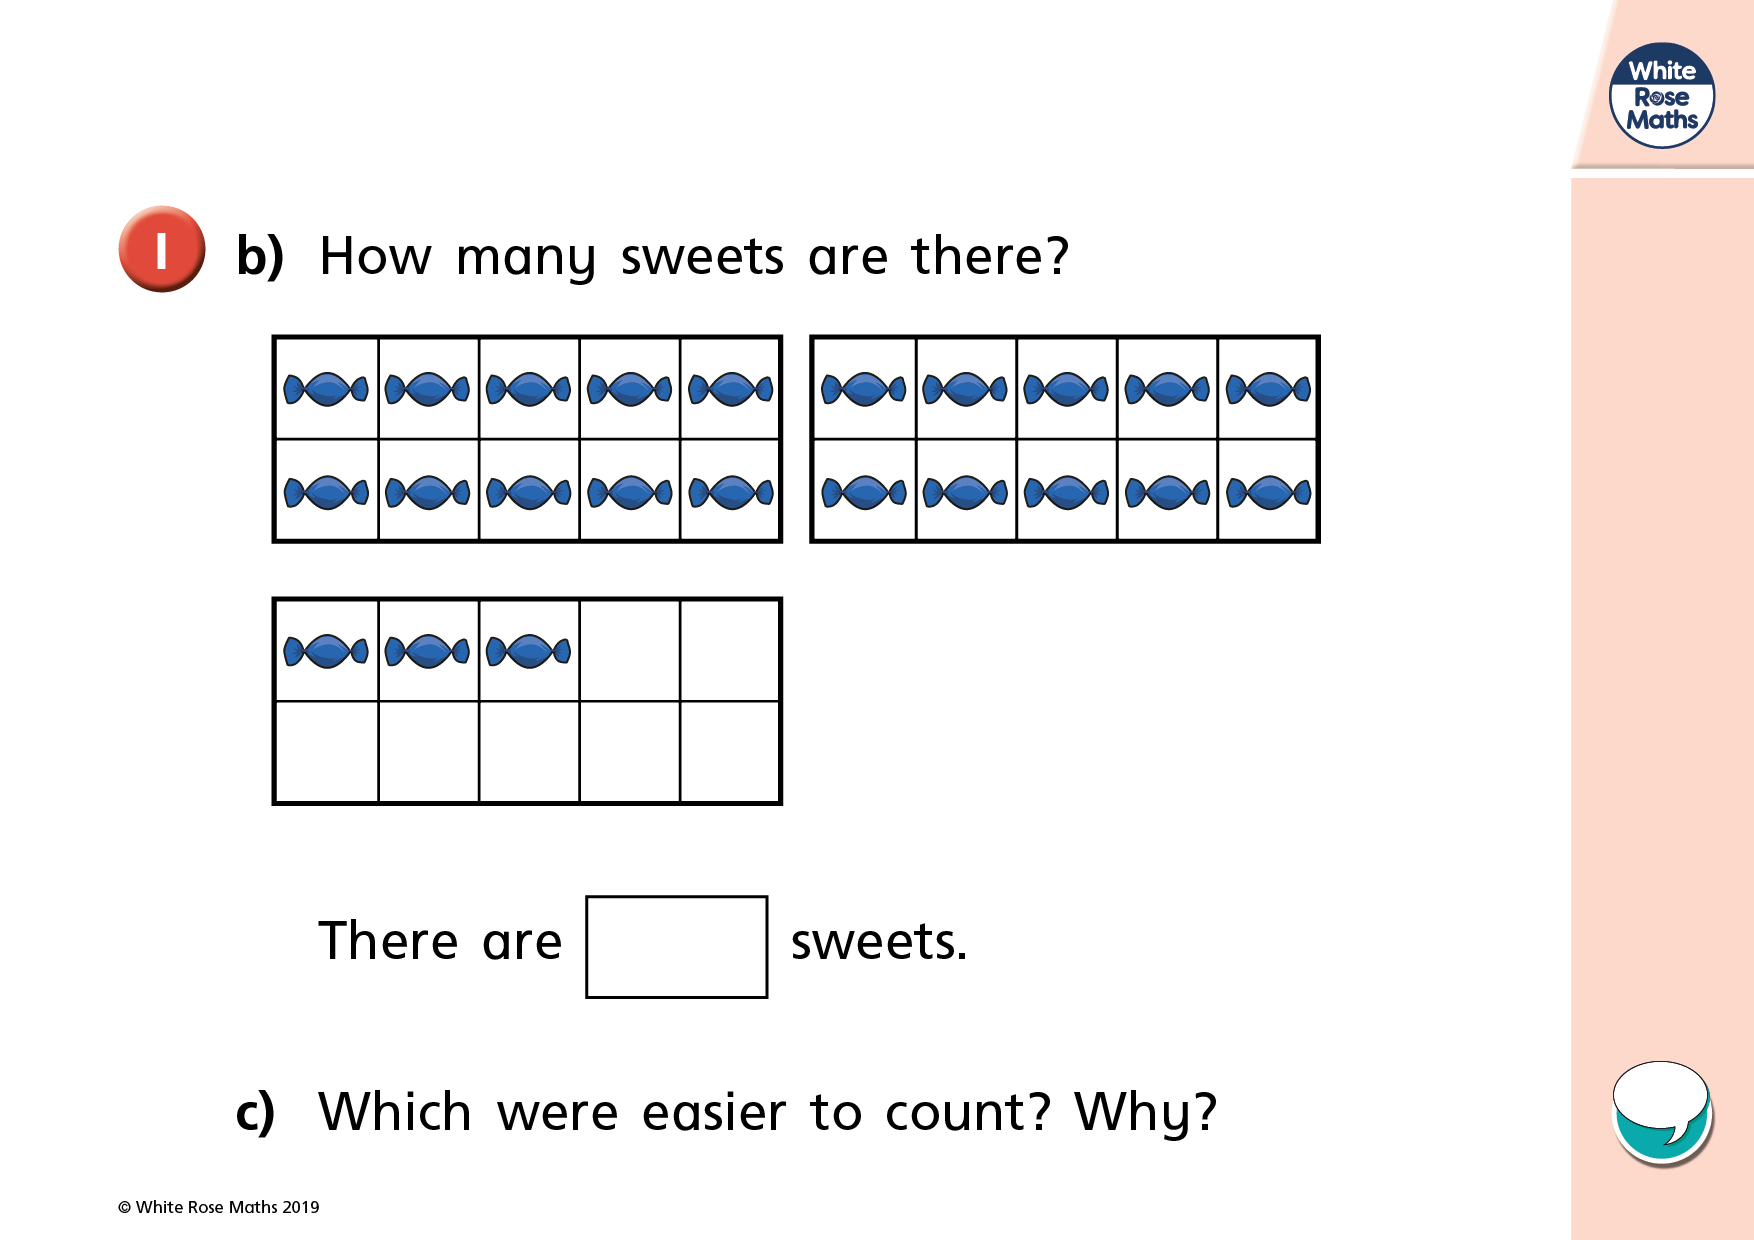 White
Rose
Maths
1 b) How many sweets are there?
There are sweets.
c) Which were easier to count? Why?
© White Rose Maths 2019